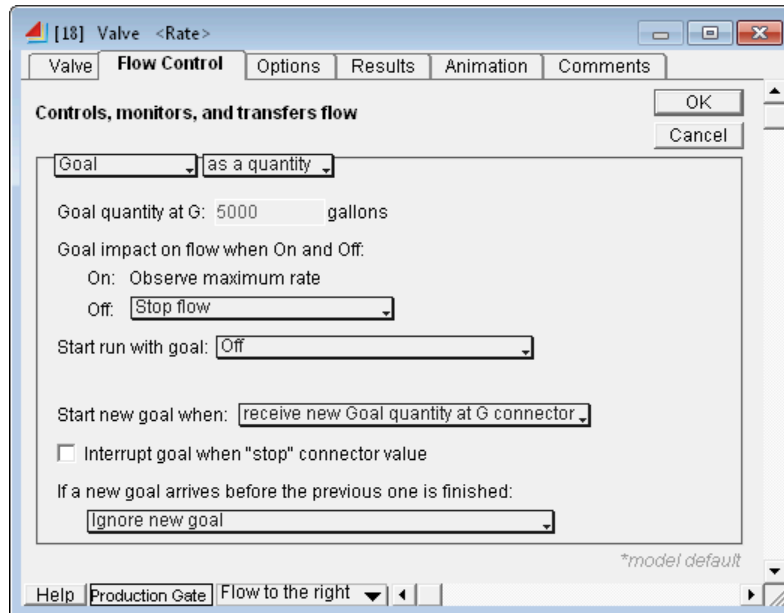 [18] Valve <Rate>
Valve Flow Control Options Results Animation Comments
Controls, monitors, and transfers flow
OK
Cancel
Goal as a quantity
Goal quantity at G: 5000 gallons
Goal impact on flow when On and Off:
On: Observe maximum rate
Off: Stop flow
Start run with goal: Off
Start new goal when: receive new Goal quantity at G connector
Interrupt goal when "stop" connector value
If a new goal arrives before the previous one is finished:
Ignore new goal
*model default
Help Production Gate Flow to the right